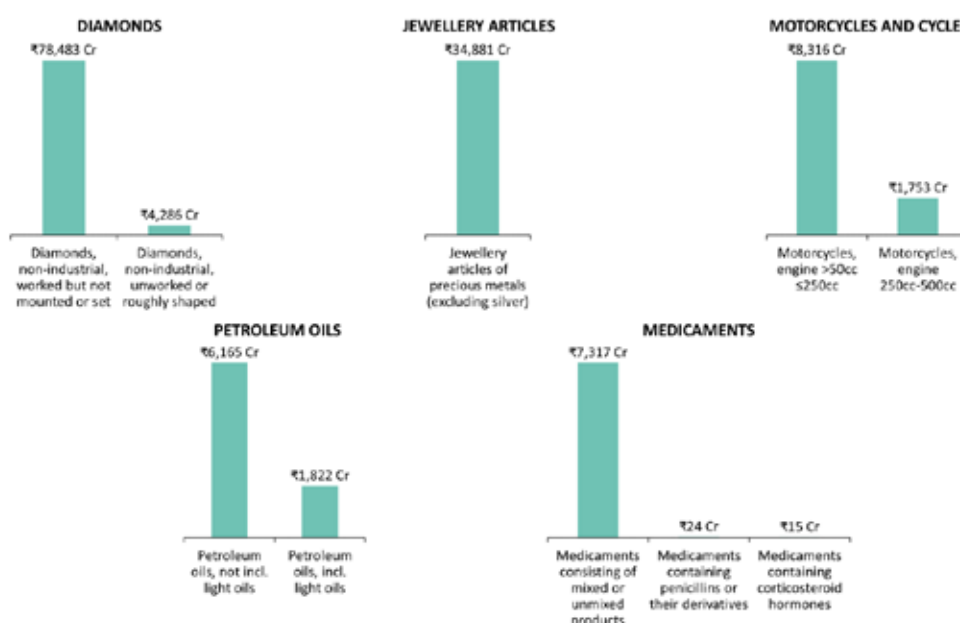 DIAMONDS
₹78,483 Cr
₹4,286 Cr
Diamonds,
non-industrial,
worked but not
mounted or set
Diamonds,
non-industrial,
unworked or
roughly shaped
JEWELLERY ARTICLES
₹34,881 Cr
Jewellery
articles of
precious metals
(excluding silver)
MOTORCYCLES AND CYCLE
₹8,316 Cr
₹1,753 Cr
Motorcycles,
engine >50cc
≤250cc
Motorcycles,
engine
250cc-500cc
PETROLEUM OILS
₹6,165 Cr
₹1,822 Cr
Petroleum
oils, not incl.
light oils
Petroleum
oils, incl.
light oils
MEDICAMENTS
₹7,317 Cr
₹24 Cr
₹15 Cr
Medicaments
consisting of
mixed or
unmixed
products
Medicaments
containing
penicillins or
their derivatives
Medicaments
containing
corticosteroid
hormones